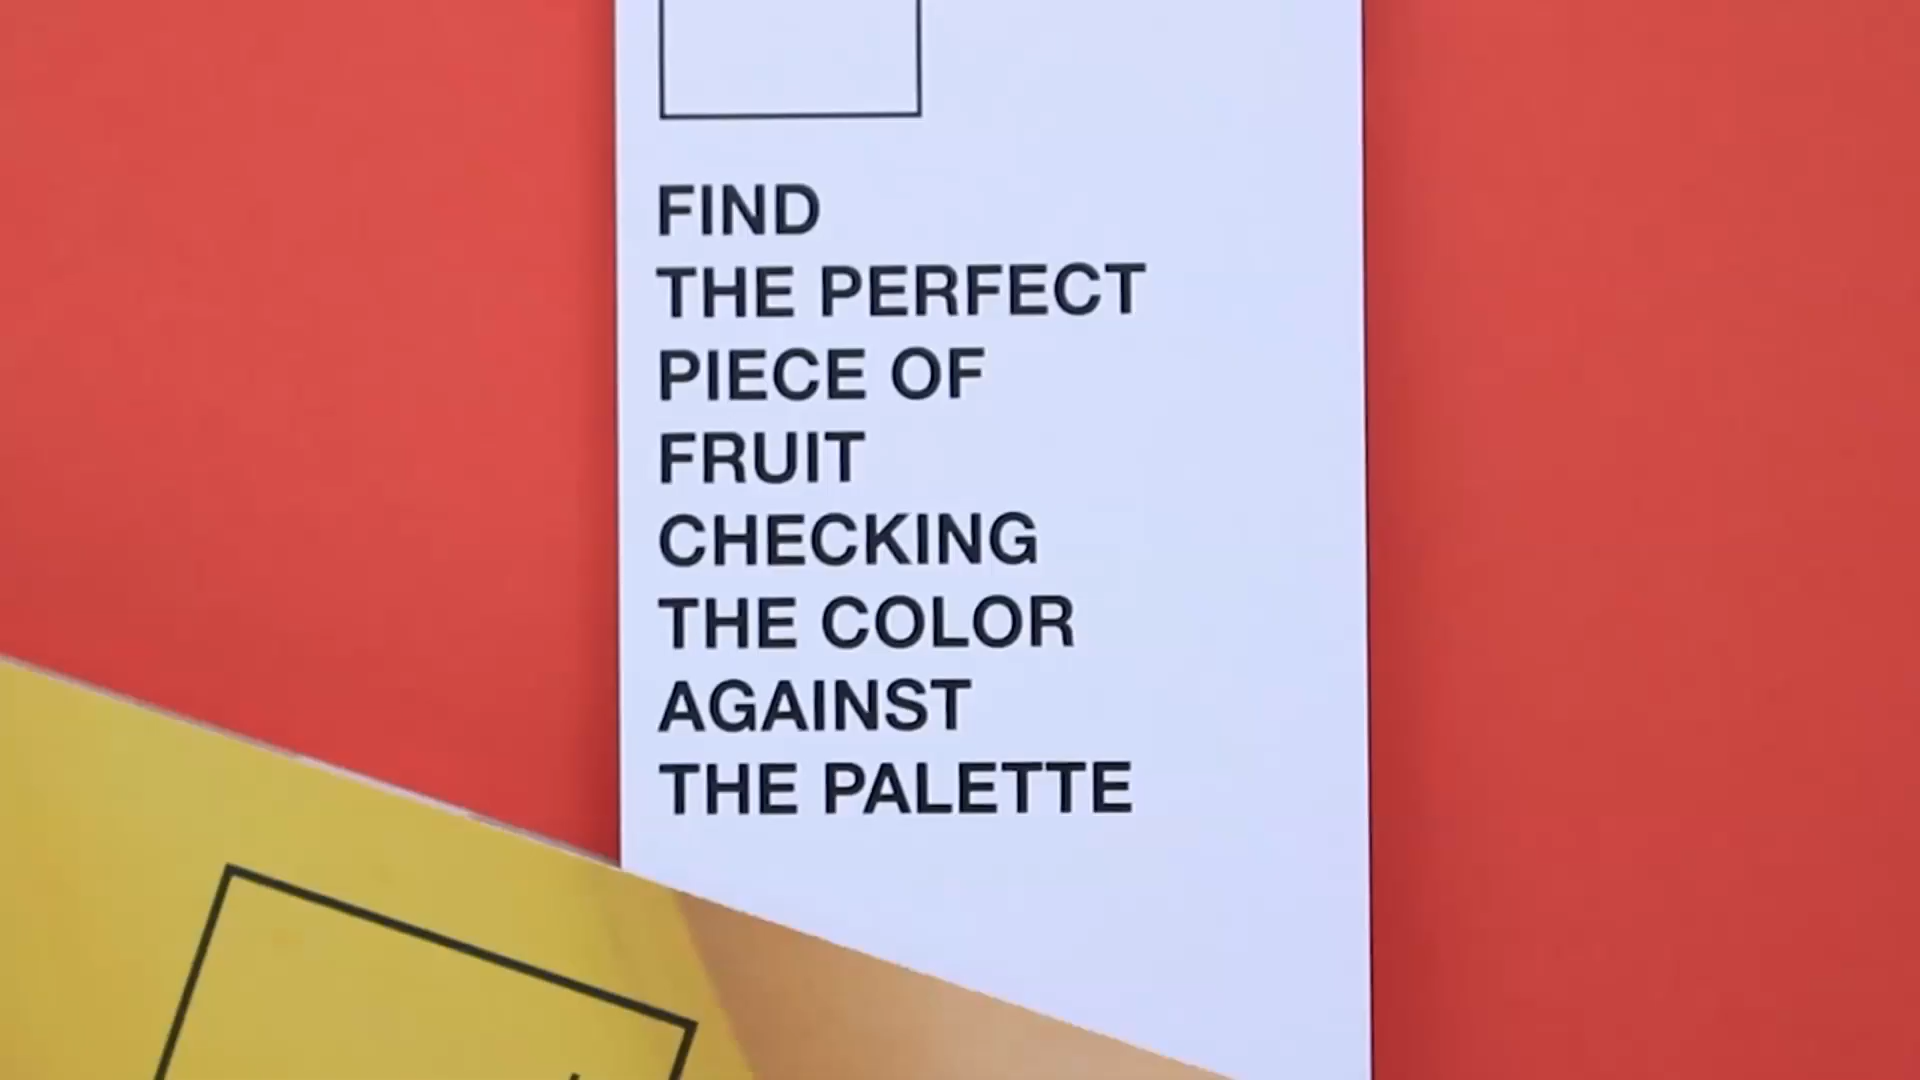 FIND
THE PERFECT
PIECE OF
FRUIT
CHECKING
THE COLOR
AGAINST
THE PALETTE